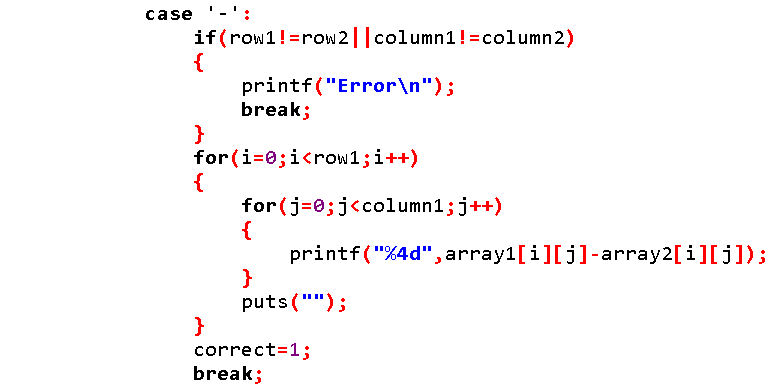 case '-':
    if(row1!=row2||column1!=column2)
    {
        printf("Error\n");
        break;
    }
    for(i=0;i<row1;i++)
    {
        for(j=0;j<column1;j++)
        {
            printf("%4d",array1[i][j]-array2[i][j]);
        }
        puts("");
    }
    correct=1;
    break;